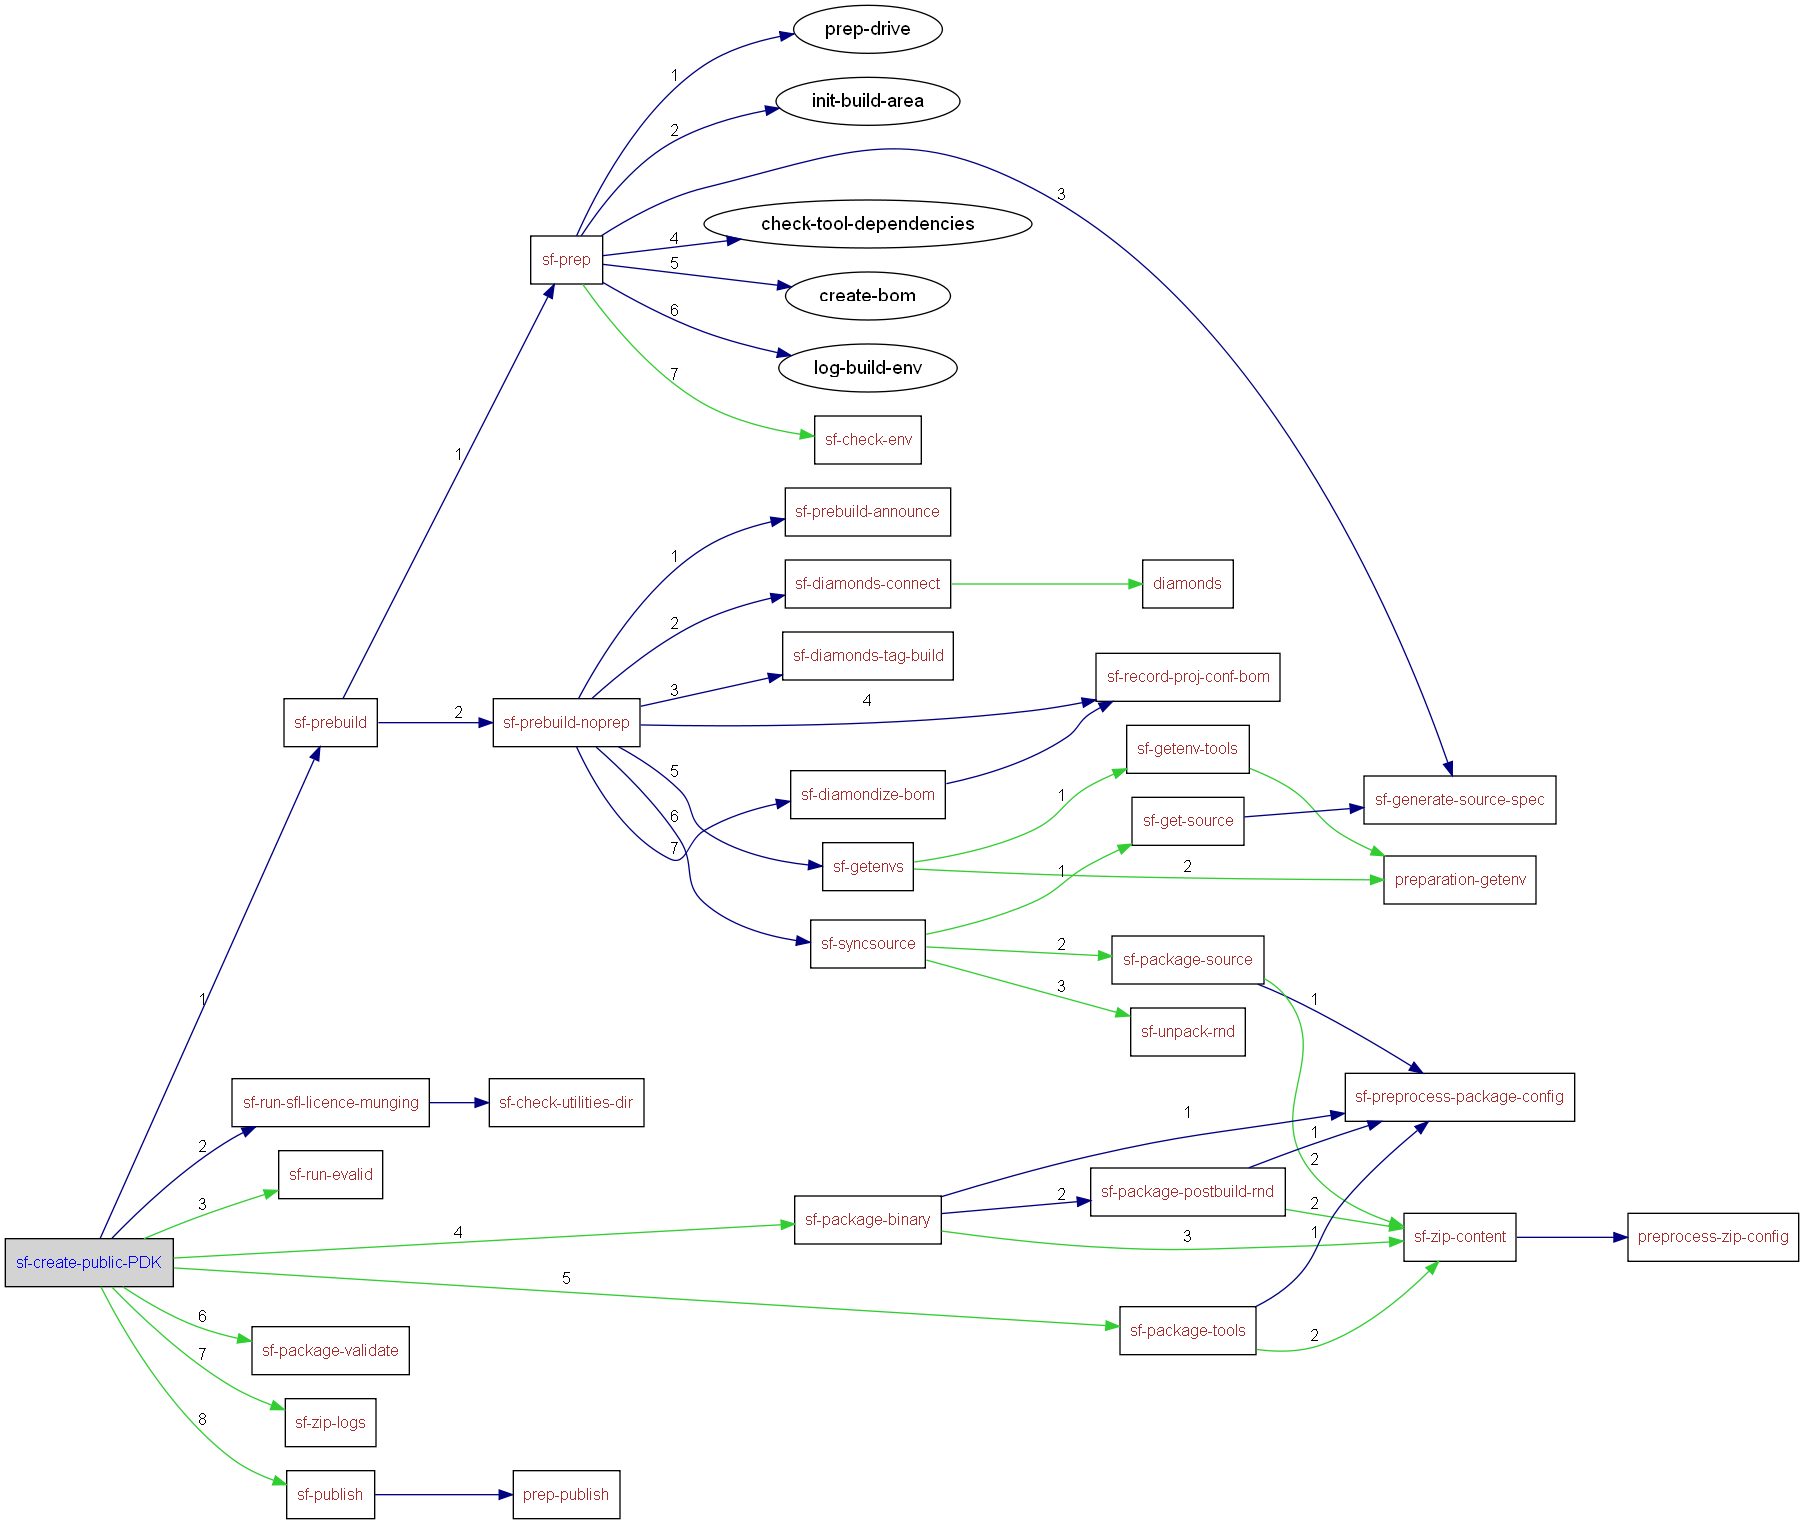 prep-drive
1
init-build-area
2
3
check-tool-dependencies
4
sf-prep
5
create-bom
6
log-build-env
7
sf-check-env
1
sf-prebuild-announce
1
sf-diamonds-connect
diamonds
2
sf-diamonds-tag-build
sf-record-proj-conf-bom
3
4
sf-prebuild
2
sf-prebuild-noprep
sf-getenv-tools
5
sf-diamondize-bom
1
sf-generate-source-spec
6
sf-get-source
7
sf-getenvs
2
1
preparation-getenv
sf-syncsource
2
sf-package-source
3
1
1
sf-unpack-rnd
sf-run-sfl-licence-munging
sf-check-utilities-dir
sf-preprocess-package-config
1
2
1
2
sf-run-evalid
3
sf-package-binary
2
sf-package-postbuild-rnd
2
4
3
1
sf-zip-content
preprocess-zip-config
sf-create-public-PDK
5
6
sf-package-tools
2
sf-package-validate
7
sf-zip-logs
8
sf-publish
prep-publish